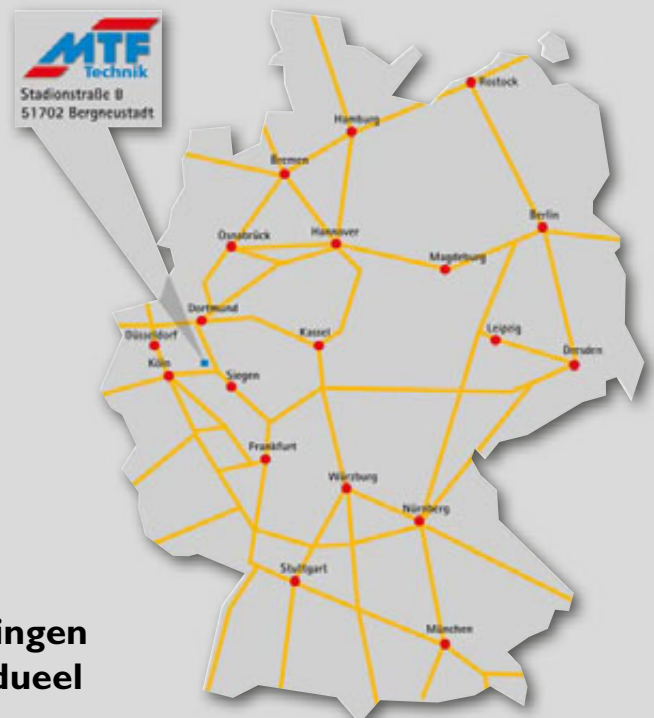 MTF
Technik
Stadionstraße 8
51702 Bergneustadt
Rostock
Hamburg
Bremen
Berlin
Osnabrück
Hannover
Magdeburg
Dortmund
Düsseldorf
Kassel
Leipzig
Köln
Dresden
Siegen
Frankfurt
Würzburg
Nürnberg
Stuttgart
München
ingen
dueel